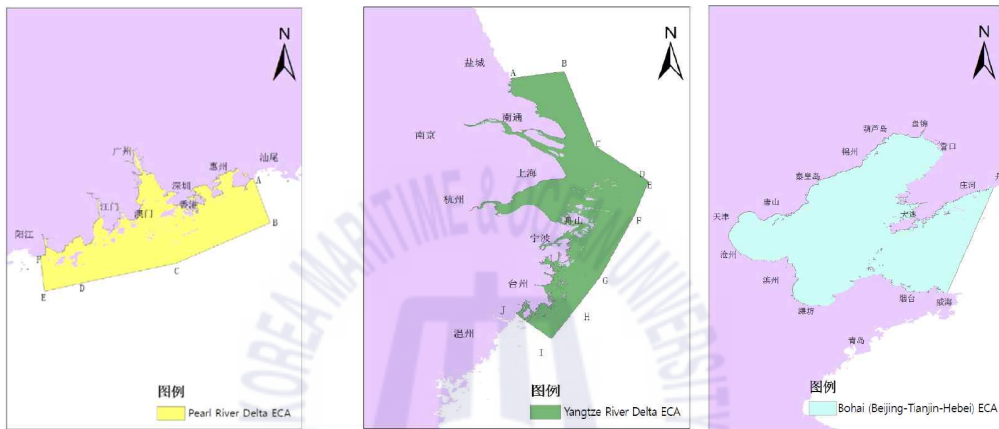 N
广州
惠州
汕尾
深圳
香港
江门
澳门
阳江
A
B
C
D
E
F
图例
Pearl River Delta ECA
N
盐城
A
B
南通
南京
C
上海
D
E
杭州
舟山
F
宁波
台州
G
J
H
温州
I
图例
Yangtze River Delta ECA
N
盘锦
葫芦岛
锦州
营口
秦皇岛
庄河
唐山
天津
大连
沧州
滨州
烟台
威海
潍坊
青岛
图例
Bohai (Beijing-Tianjin-Hebei) ECA
KOREA MARITIME & OCEAN UNIVERSITY